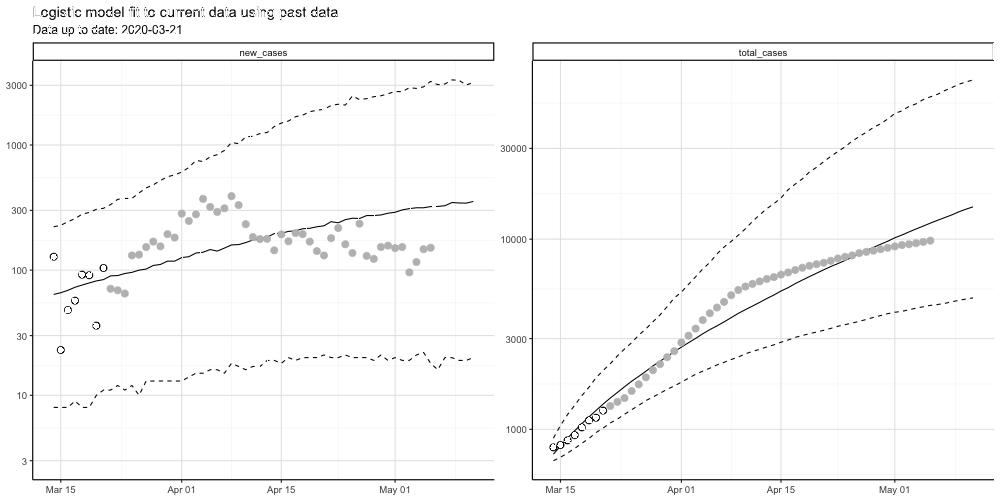 Logistic model fit to current data using past data
Data up to date: 2020-03-21
new_cases
total_cases
3000
1000
300
100
30
10
3
30000
10000
3000
1000
Mar 15
Apr 01
Apr 15
May 01
Mar 15
Apr 01
Apr 15
May 01